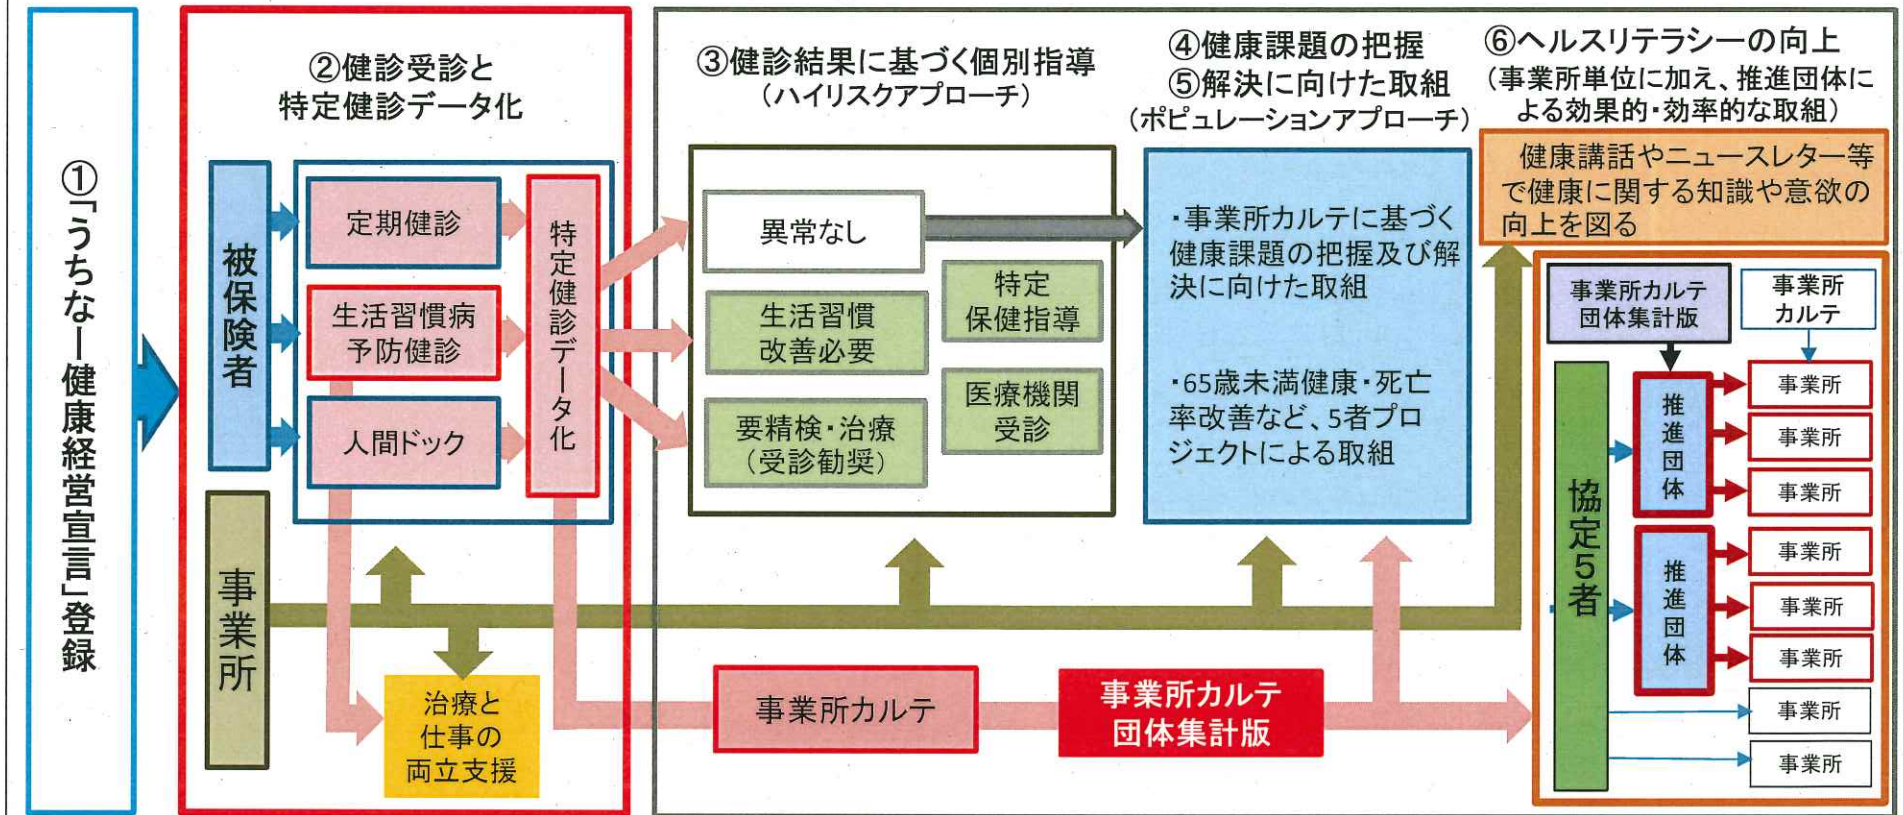 ①「うちなー健康経営宣言」登録
②健診受診と
特定健診データ化
被保険者
定期健診
生活習慣病
予防健診
人間ドック
特定健診データ化
事業所
治療と
仕事の
両立支援
③健診結果に基づく個別指導
（ハイリスクアプローチ）
異常なし
生活習慣
改善必要
要精検・治療
（受診勧奨）
特定
保健指導
医療機関
受診
④健康課題の把握
⑤解決に向けた取組
（ポピュレーションアプローチ）
・事業所カルテに基づく
健康課題の把握及び解
決に向けた取組
・65歳未満健康・死亡
率改善など、5者プロ
ジェクトによる取組
事業所カルテ
事業所カルテ
団体集計版
⑥ヘルスリテラシーの向上
（事業所単位に加え、推進団体に
よる効果的・効率的な取組）
健康講話やニュースレター等
で健康に関する知識や意欲の
向上を図る
事業所カルテ
団体集計版
事業所
カルテ
協定5者
推進団体
事業所
事業所
事業所
推進団体
事業所
事業所
事業所
事業所
事業所